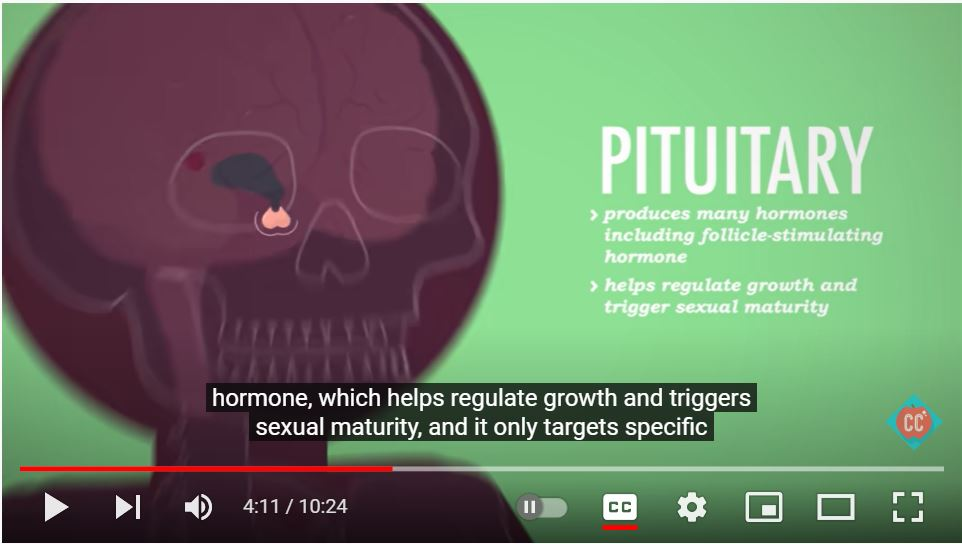 PITUITARY
› produces many hormones
including follicle-stimulating
hormone
› helps regulate growth and
trigger sexual maturity
hormone, which helps regulate growth and triggers
sexual maturity, and it only targets specific
CC
4:11 / 10:24
CC